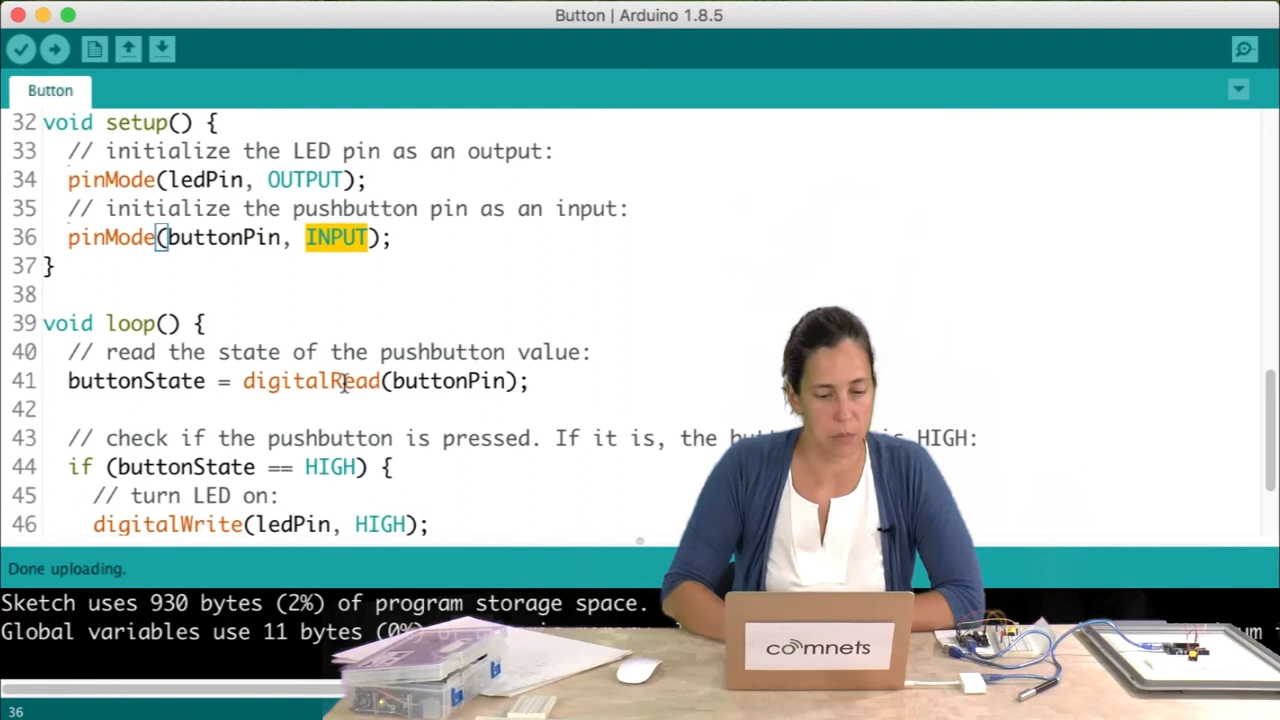 Button | Arduino 1.8.5
Button
32 void setup() {
33 // initialize the LED pin as an output:
34 pinMode(ledPin, OUTPUT);
35 // initialize the pushbutton pin as an input:
36 pinMode(buttonPin, INPUT);
37 }
38
39 void loop() {
40 // read the state of the pushbutton value:
41 buttonState = digitalRead(buttonPin);
42
43 // check if the pushbutton is pressed. If it is, the is HIGH:
44 if (buttonState == HIGH) {
45 // turn LED on:
46 digitalWrite(ledPin, HIGH);
Done uploading.
Sketch uses 930 bytes (2%) of program storage space.
Global variables use 11 bytes (0%)
comnets
36